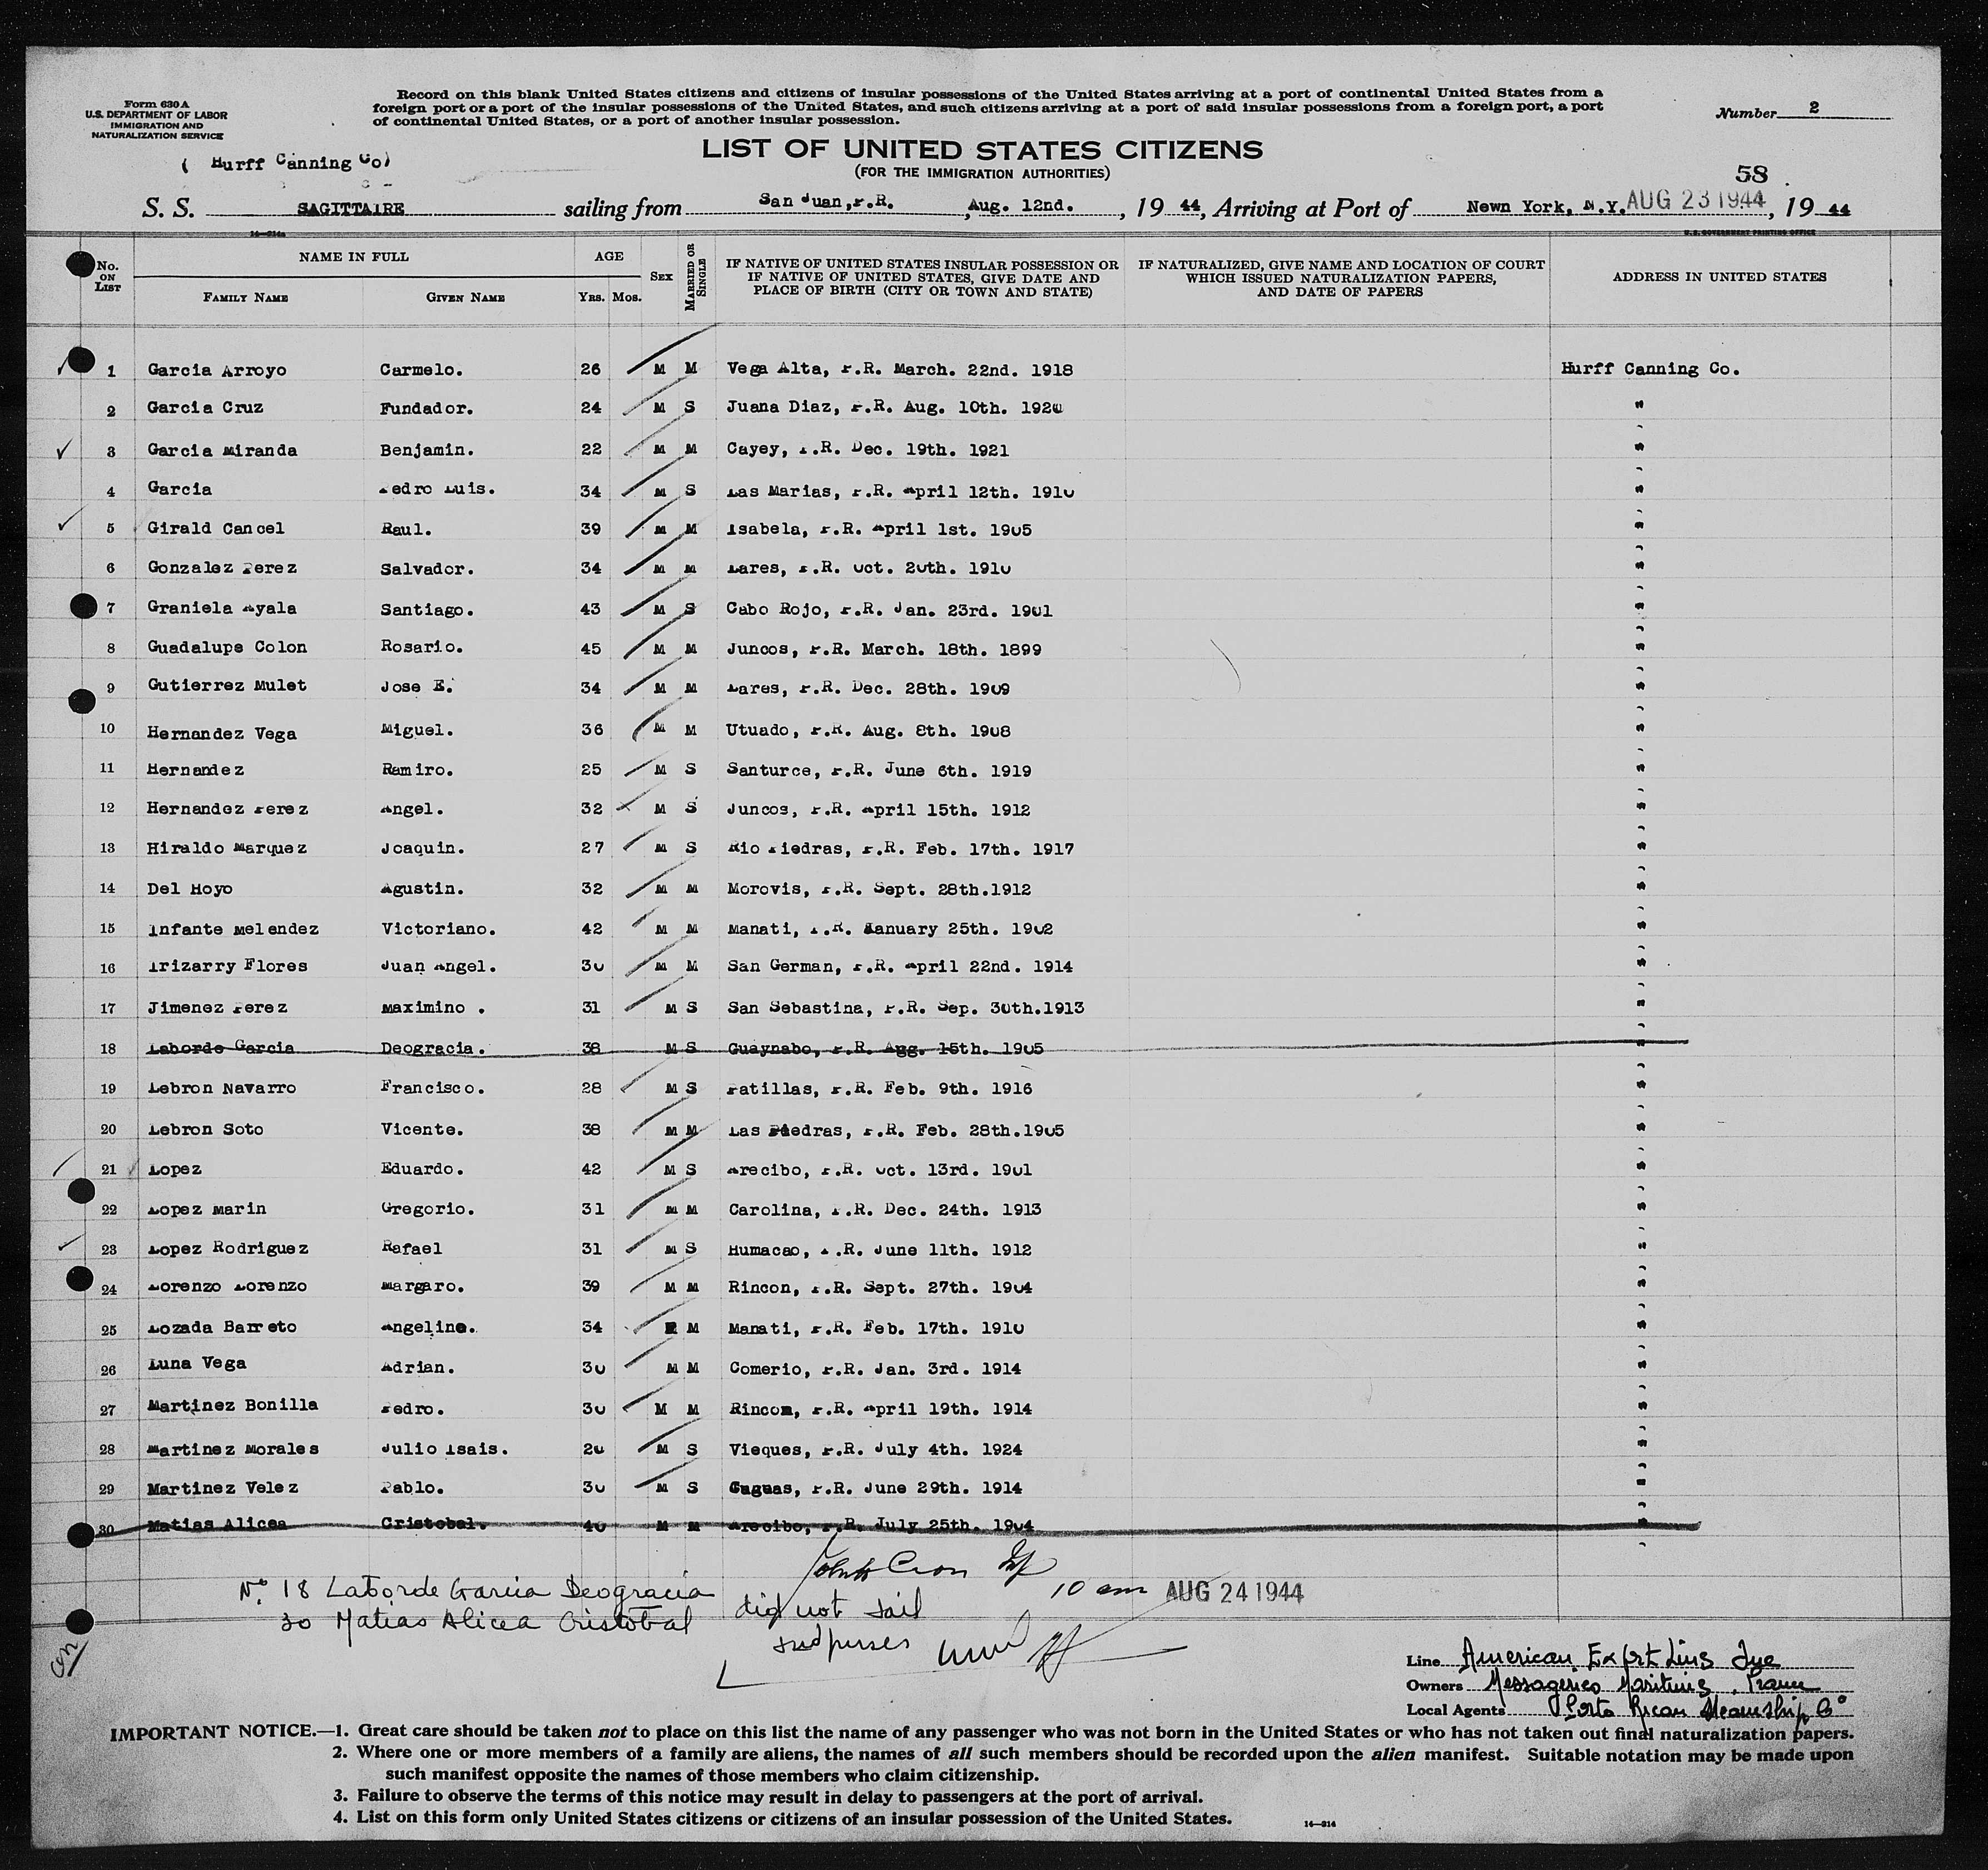 Form 630 A
U.S. DEPARTMENT OF LABOR
IMMIGRATION AND
NATURALIZATION SERVICE
Record on this blank United States citizens and citizens of insular possessions of the United States arriving at a port of continental United States from a
foreign port or a port of the insular possessions of the United States, and such citizens arriving at a port of said insular possessions from a foreign port, a port
of continental United States, or a port of another insular possession.
Number 2
( Hurff Canning Co)
LIST OF UNITED STATES CITIZENS
(FOR THE IMMIGRATION AUTHORITIES)
58
S. S. SAGITTAIRE sailing from San Juan, P.R. , Aug. 12nd. , 19 44, Arriving at Port of Newn York, N.Y. AUG 23 1944, 19 44
14—214a U.S. GOVERNMENT PRINTING OFFICE
No. ON LIST NAME IN FULL FAMILY NAME GIVEN NAME AGE YRS. MOS. SEX MARRIED OR SINGLE IF NATIVE OF UNITED STATES INSULAR POSSESSION OR IF NATIVE OF UNITED STATES, GIVE DATE AND PLACE OF BIRTH (CITY OR TOWN AND STATE) IF NATURALIZED, GIVE NAME AND LOCATION OF COURT WHICH ISSUED NATURALIZATION PAPERS, AND DATE OF PAPERS ADDRESS IN UNITED STATES
1 Garcia Arroyo Carmelo. 26 M M Vega Alta, P.R. March. 22nd. 1918 Hurff Canning Co.
2 Garcia Cruz Fundador. 24 M S Juana Diaz, P.R. Aug. 10th. 1920 "
3 Garcia Miranda Benjamin. 22 M M Cayey, P.R. Dec. 19th. 1921 "
4 Garcia Pedro Luis. 34 M S Las Marias, P.R. April 12th. 1910 "
5 Girald Cancel Raul. 39 M M Isabela, P.R. April 1st. 1905 "
6 Gonzalez Perez Salvador. 34 M M Lares, P.R. Oct. 20th. 1910 "
7 Graniela Ayala Santiago. 43 M S Cabo Rojo, P.R. Jan. 23rd. 1901 "
8 Guadalupe Colon Rosario. 45 M M Juncos, P.R. March. 18th. 1899 "
9 Gutierrez Mulet Jose E. 34 M M Lares, P.R. Dec. 28th. 1909 "
10 Hernandez Vega Miguel. 36 M M Utuado, P.R. Aug. 8th. 1908 "
11 Hernandez Ramiro. 25 M S Santurce, P.R. June 6th. 1919 "
12 Hernandez Perez Angel. 32 M S Juncos, P.R. April 15th. 1912 "
13 Hiraldo Marquez Joaquin. 27 M S Rio Piedras, P.R. Feb. 17th. 1917 "
14 Del Hoyo Agustin. 32 M M Morovis, P.R. Sept. 28th.1912 "
15 Infante Melendez Victoriano. 42 M M Manati, P.R. January 25th. 1902 "
16 Irizarry Flores Juan Angel. 30 M M San German, P.R. April 22nd. 1914 "
17 Jimenez Perez Maximino . 31 M S San Sebastina, P.R. Sep. 30th.1913 "
18 Laborde Garcia Deogracia. 38 M S Guaynabo, P.R. Aug. 15th. 1905 "
19 Lebron Navarro Francisco. 28 M S Patillas, P.R. Feb. 9th. 1916 "
20 Lebron Soto Vicente. 38 M M Las Piedras, P.R. Feb. 28th.1905 "
21 Lopez Eduardo. 42 M S Arecibo, P.R. Oct. 13rd. 1901 "
22 Lopez Marin Gregorio. 31 M M Carolina, P.R. Dec. 24th. 1913 "
23 Lopez Rodriguez Rafael 31 M S Humacao, P.R. June 11th. 1912 "
24 Lorenzo Lorenzo Margaro. 39 M M Rincon, P.R. Sept. 27th. 1904 "
25 Lozada Barreto Angeline. 34 M Manati, P.R. Feb. 17th. 1910 "
26 Luna Vega Adrian. 30 M M Comerio, P.R. Jan. 3rd. 1914 "
27 Martinez Bonilla Pedro. 30 M M Rincon, P.R. April 19th. 1914 "
28 Martinez Morales Julio Isais. 20 M S Vieques, P.R. July 4th. 1924 "
29 Martinez Velez Pablo. 30 M S Caguas, P.R. June 29th. 1914 "
30 Matias Alicea Cristobal. 40 M M Arecibo, P.R. July 25th. 1904 "
10 am AUG 24 1944
No. 18 Laborde Garcia Deogracia did not sail
30 Matias Alicea Cristobal
Line American Export Lines Inc
Owners Messageries Maritimes, France
Local Agents Porto Rican Steamship Co
IMPORTANT NOTICE.—1. Great care should be taken not to place on this list the name of any passenger who was not born in the United States or who has not taken out final naturalization papers.
2. Where one or more members of a family are aliens, the names of all such members should be recorded upon the alien manifest. Suitable notation may be made upon
such manifest opposite the names of those members who claim citizenship.
3. Failure to observe the terms of this notice may result in delay to passengers at the port of arrival.
4. List on this form only United States citizens or citizens of an insular possession of the United States.
14—214